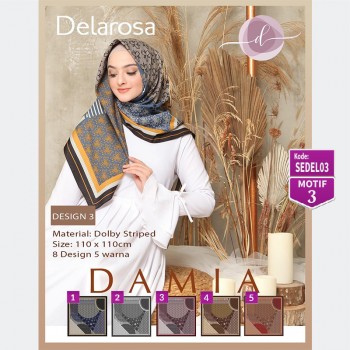 Delarosa
d
Kode:
SEDEL03
MOTIF
3
DESIGN 3
Material: Dolby Striped
Size: 110 x 110cm
8 Design 5 warna
DAMIA
1 2 3 4 5